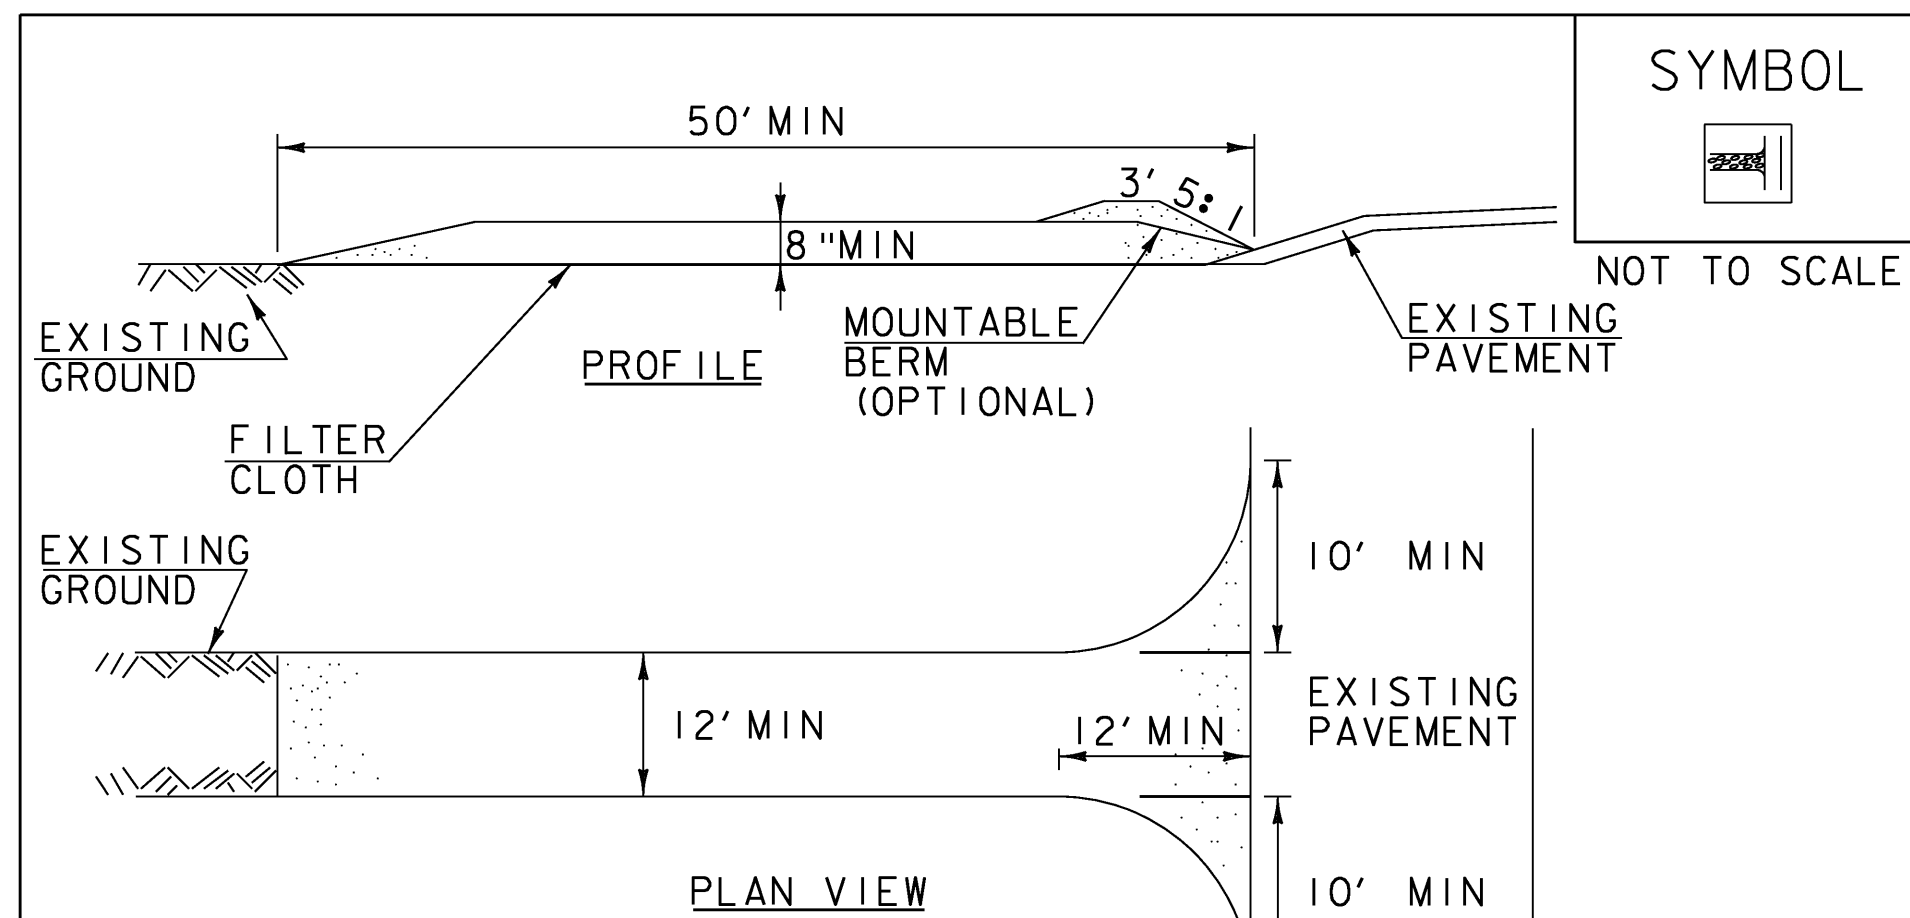 SYMBOL
50' MIN
3' 5:1
8"MIN
NOT TO SCALE
EXISTING
GROUND
PROFILE
MOUNTABLE
BERM
(OPTIONAL)
EXISTING
PAVEMENT
FILTER
CLOTH
EXISTING
GROUND
10' MIN
12' MIN
12' MIN
EXISTING
PAVEMENT
PLAN VIEW
10' MIN